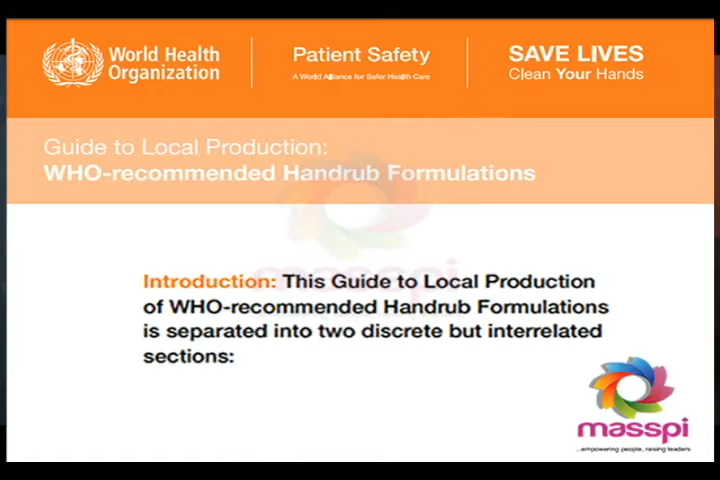 World Health
Organization
Patient Safety
A World Alliance for Safer Health Care
SAVE LIVES
Clean Your Hands
Guide to Local Production:
WHO-recommended Handrub Formulations
Introduction: This Guide to Local Production
of WHO-recommended Handrub Formulations
is separated into two discrete but interrelated
sections:
masspi
...empowering people, raising leaders